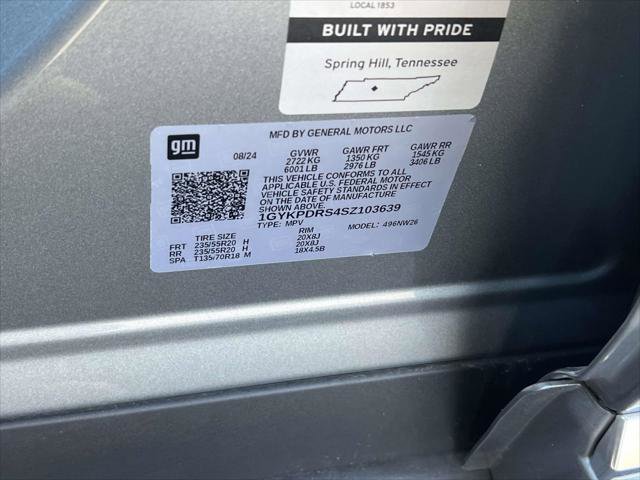 LOCAL 1853
BUILT WITH PRIDE
Spring Hill, Tennessee
gm
MFD BY GENERAL MOTORS LLC
08/24 GVWR GAWR FRT GAWR RR
2722 KG 1350 KG 1545 KG
6001 LB 2976 LB 3406 LB
THIS VEHICLE CONFORMS TO ALL
APPLICABLE U.S. FEDERAL MOTOR
VEHICLE SAFETY STANDARDS IN EFFECT
ON THE DATE OF MANUFACTURE
SHOWN ABOVE.
1GYKPDRS4SZ103639
TYPE: MPV MODEL: 496NW26
TIRE SIZE RIM
FRT 235/55R20 H 20X8J
RR 235/55R20 H 20X8J
SPA T135/70R18 M 18X4.5B